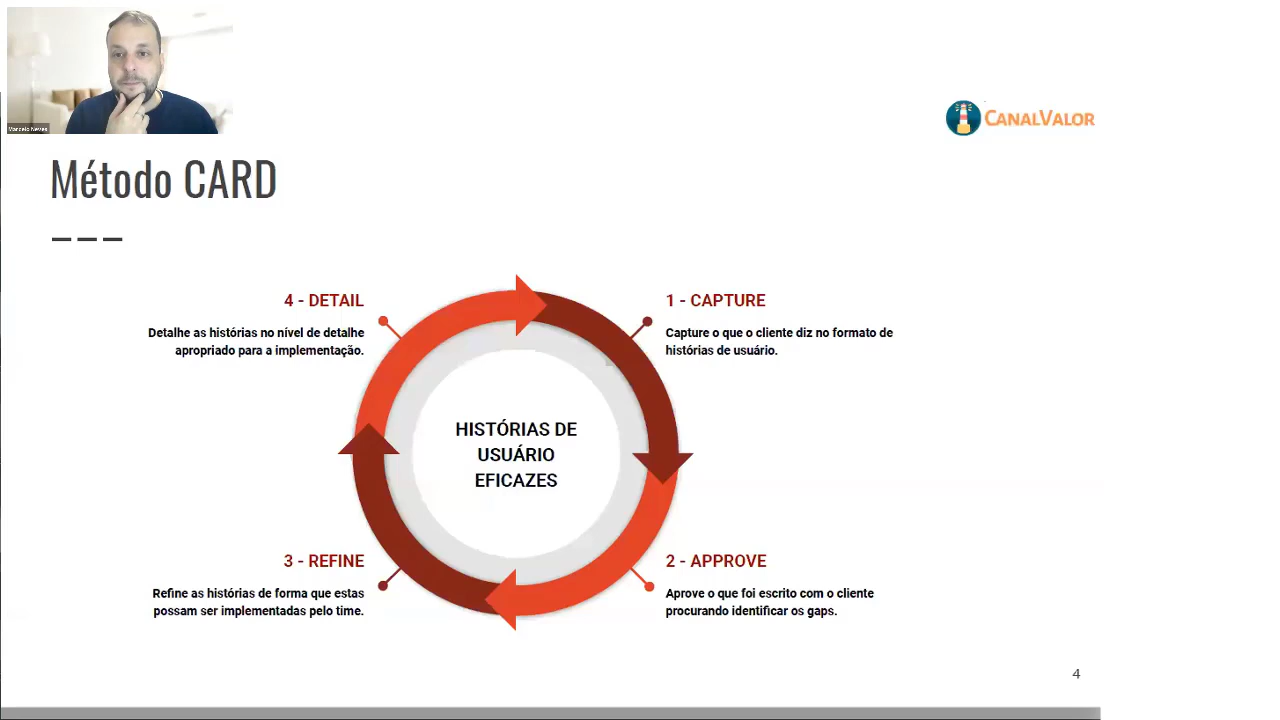 Marcelo Neves
CANALVALOR
Método CARD
4 - DETAIL
Detalhe as histórias no nível de detalhe
apropriado para a implementação.
1 - CAPTURE
Capture o que o cliente diz no formato de
histórias de usuário.
HISTÓRIAS DE
USUÁRIO
EFICAZES
3 - REFINE
Refine as histórias de forma que estas
possam ser implementadas pelo time.
2 - APPROVE
Aprove o que foi escrito com o cliente
procurando identificar os gaps.
4